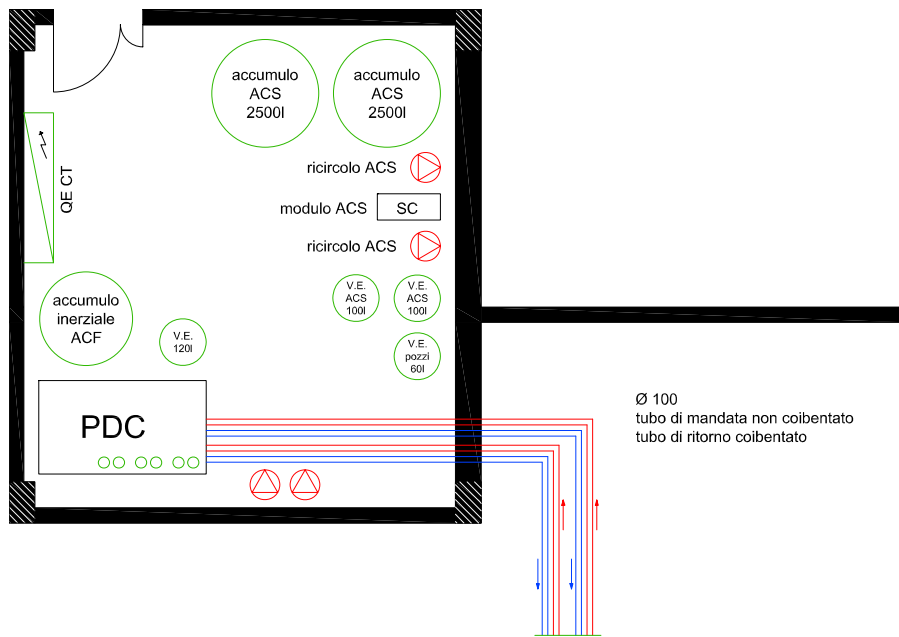 accumulo
ACS
2500l
accumulo
ACS
2500l
ricircolo ACS
modulo ACS
SC
ricircolo ACS
QE CT
accumulo
inerziale
ACF
V.E.
120l
V.E.
ACS
100l
V.E.
ACS
100l
V.E.
pozzi
60l
PDC
Ø 100
tubo di mandata non coibentato
tubo di ritorno coibentato